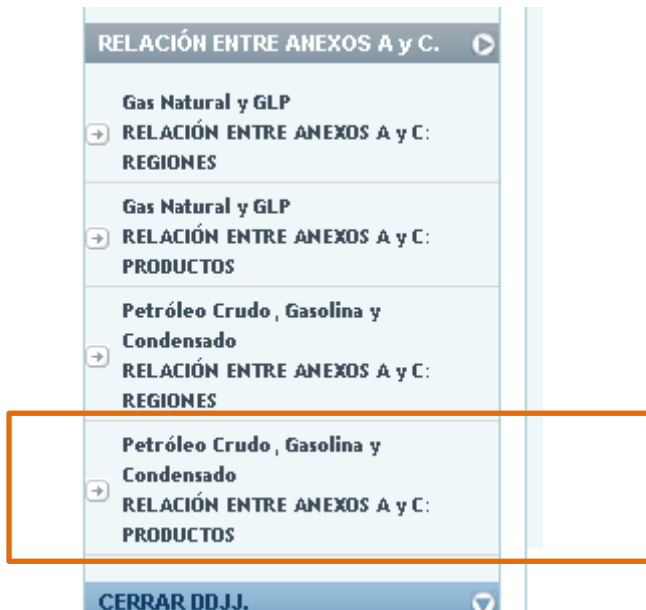 RELACIÓN ENTRE ANEXOS A y C.
Gas Natural y GLP
RELACIÓN ENTRE ANEXOS A y C:
REGIONES
Gas Natural y GLP
RELACIÓN ENTRE ANEXOS A y C:
PRODUCTOS
Petróleo Crudo, Gasolina y
Condensado
RELACIÓN ENTRE ANEXOS A y C:
REGIONES
Petróleo Crudo, Gasolina y
Condensado
RELACIÓN ENTRE ANEXOS A y C:
PRODUCTOS
CERRAR DDJJ.